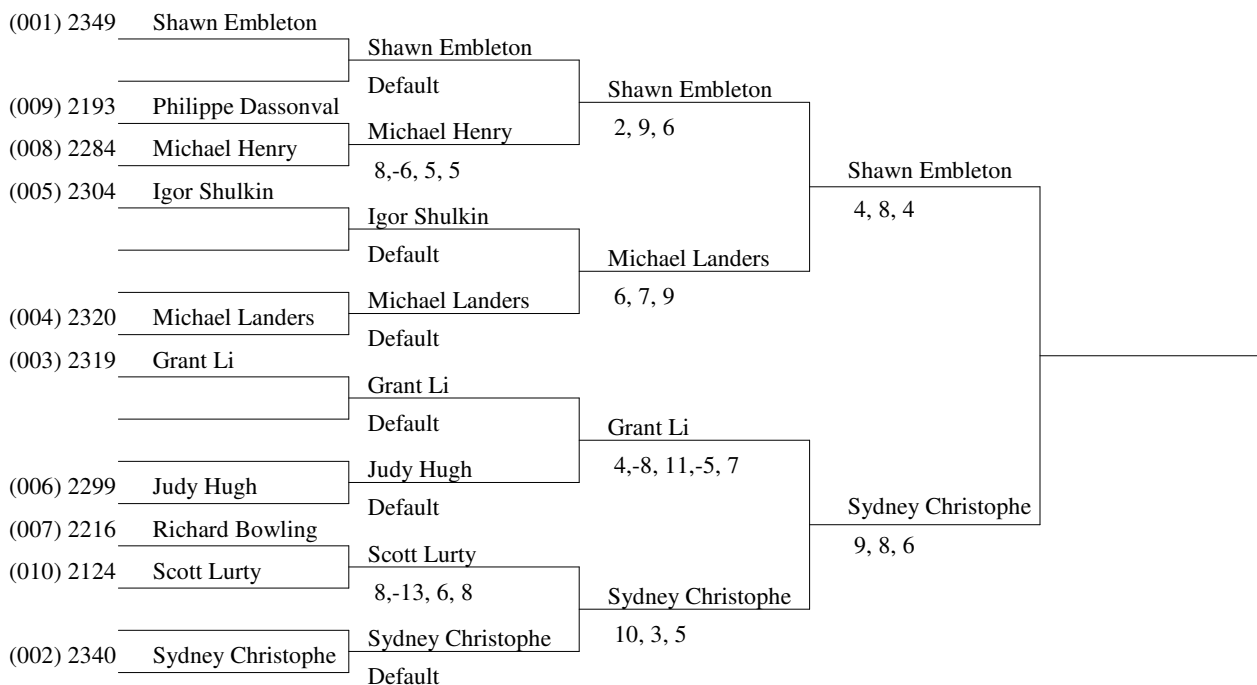 (001) 2349 Shawn Embleton
Shawn Embleton
Default
Shawn Embleton
(009) 2193 Philippe Dassonval
Michael Henry
2, 9, 6
(008) 2284 Michael Henry
8,-6, 5, 5
Shawn Embleton
(005) 2304 Igor Shulkin
4, 8, 4
Igor Shulkin
Default
Michael Landers
Michael Landers
6, 7, 9
(004) 2320 Michael Landers
Default
(003) 2319 Grant Li
Grant Li
Default
Grant Li
Judy Hugh
4,-8, 11,-5, 7
(006) 2299 Judy Hugh
Default
Sydney Christophe
(007) 2216 Richard Bowling
9, 8, 6
Scott Lurty
(010) 2124 Scott Lurty
8,-13, 6, 8
Sydney Christophe
Sydney Christophe
10, 3, 5
(002) 2340 Sydney Christophe
Default